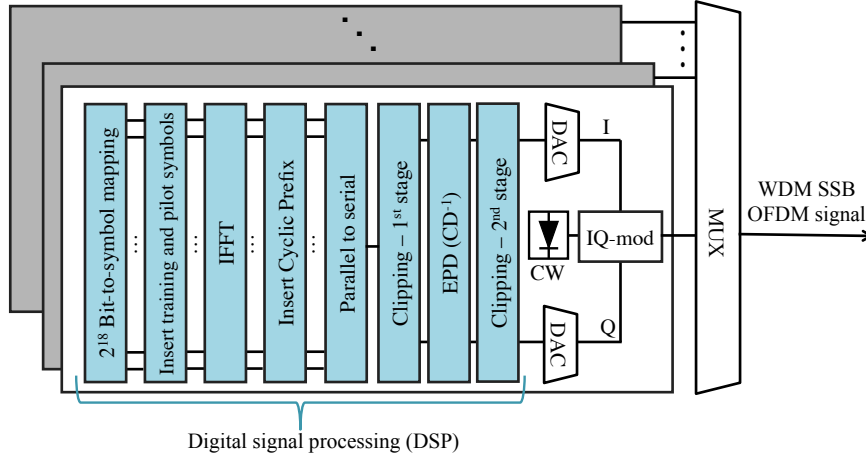 2¹⁸ Bit-to-symbol mapping
Insert training and pilot symbols
IFFT
Insert Cyclic Prefix
Parallel to serial
Clipping – 1ˢᵗ stage
EPD (CD⁻¹)
Clipping – 2ⁿᵈ stage
DAC
I
CW
IQ-mod
DAC
Q
MUX
WDM SSB
OFDM signal
Digital signal processing (DSP)